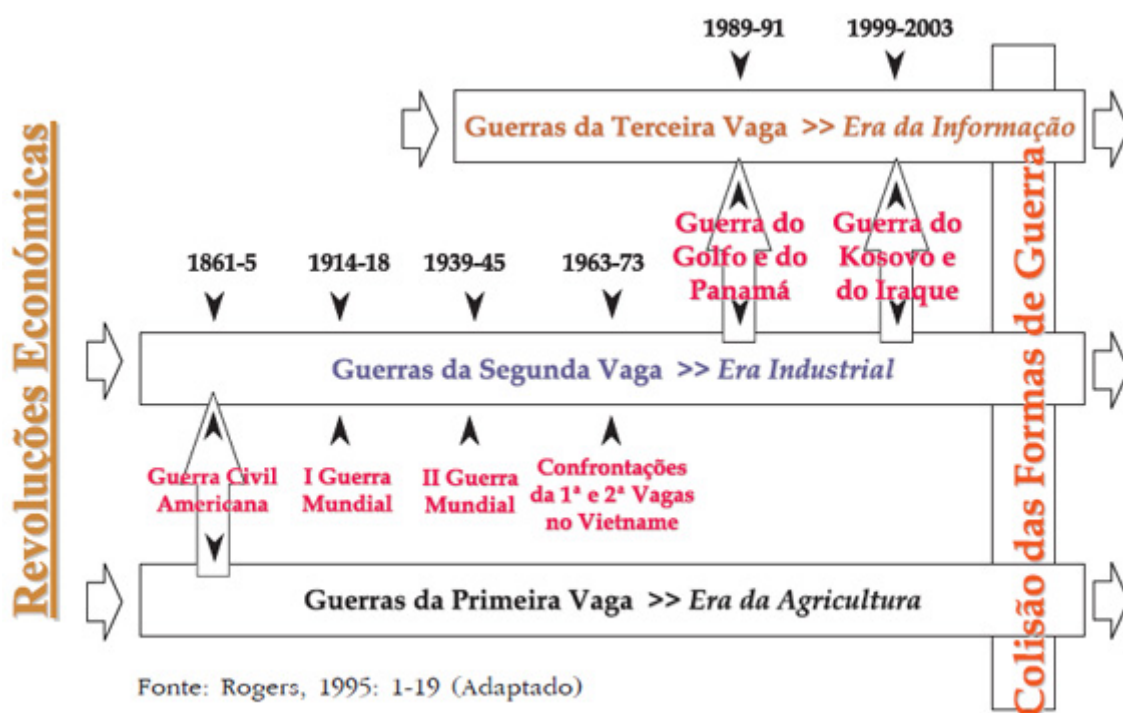 Revoluções Económicas
1989-91
1999-2003
Guerras da Terceira Vaga >> Era da Informação
Guerra do
Golfo e do
Panamá
Guerra do
Kosovo e
do Iraque
1861-5
1914-18
1939-45
1963-73
Guerras da Segunda Vaga >> Era Industrial
Guerra Civil
Americana
I Guerra
Mundial
II Guerra
Mundial
Confrontações
da 1ª e 2ª Vagas
no Vietname
Guerras da Primeira Vaga >> Era da Agricultura
Colisão das Formas de Guerra
Fonte: Rogers, 1995: 1-19 (Adaptado)